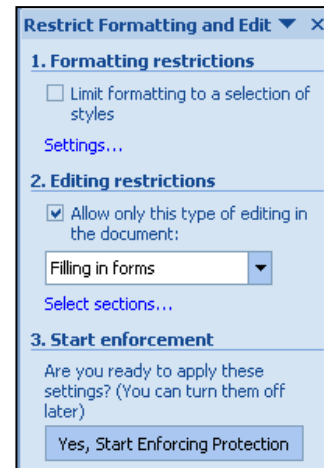 Restrict Formatting and Edit
1. Formatting restrictions
Limit formatting to a selection of
styles
Settings...
2. Editing restrictions
Allow only this type of editing in
the document:
Filling in forms
Select sections...
3. Start enforcement
Are you ready to apply these
settings? (You can turn them off
later)
Yes, Start Enforcing Protection